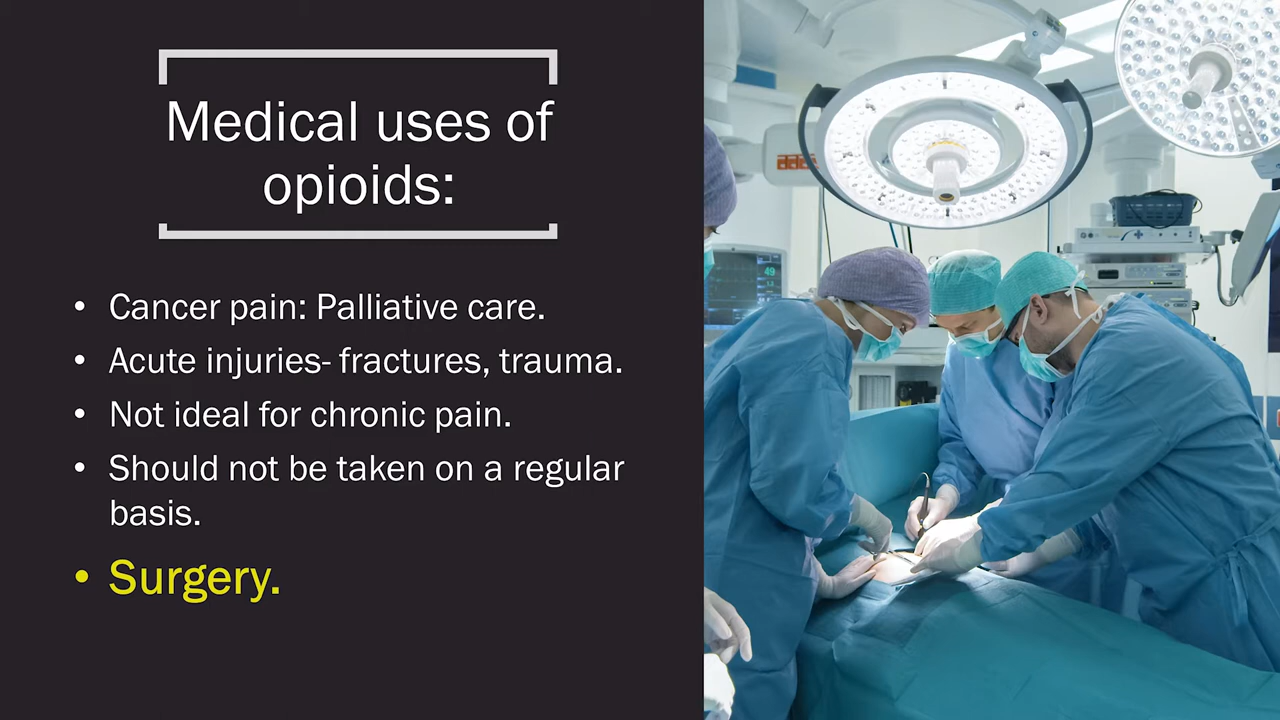 Medical uses of
opioids:
• Cancer pain: Palliative care.
• Acute injuries- fractures, trauma.
• Not ideal for chronic pain.
• Should not be taken on a regular
basis.
• Surgery.
49